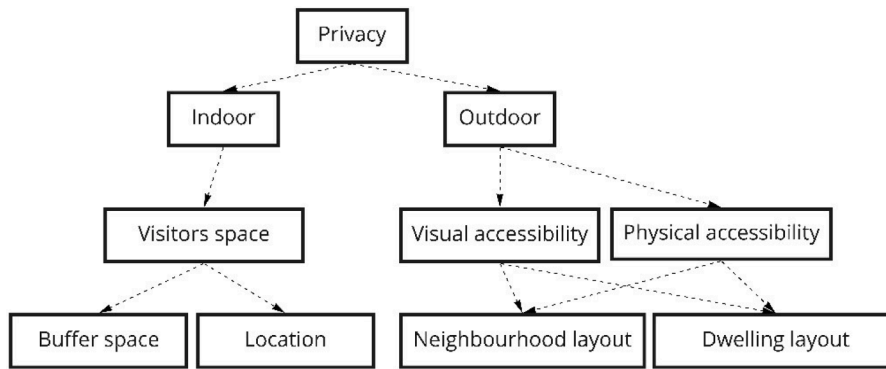 Privacy
Indoor
Outdoor
Visitors space
Visual accessibility
Physical accessibility
Buffer space
Location
Neighbourhood layout
Dwelling layout